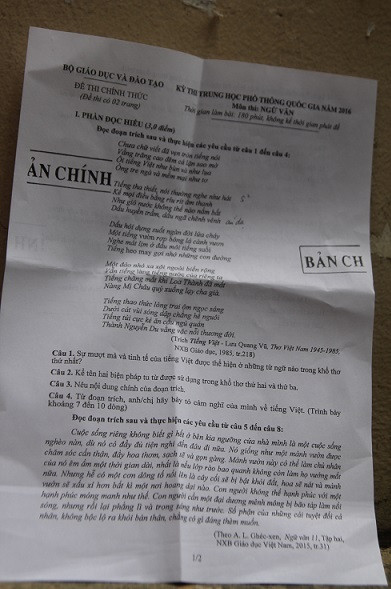 BỘ GIÁO DỤC VÀ ĐÀO TẠO
KỲ THI TRUNG HỌC PHỔ THÔNG QUỐC GIA NĂM 2016
ĐỀ THI CHÍNH THỨC
Môn thi: NGỮ VĂN
(Đề thi có 02 trang)
Thời gian làm bài: 180 phút, không kể thời gian phát đề
I. PHẦN ĐỌC HIỂU (3,0 điểm)
Đọc đoạn trích sau và thực hiện các yêu cầu từ câu 1 đến câu 4:
Chưa chữ viết đã vẹn tròn tiếng nói
Vầng trăng cao đêm cá lặn sao mờ
Ôi tiếng Việt như bùn và như lụa
Óng tre ngà và mềm mại như tơ
ẢN CHÍNH
Tiếng tha thiết, nói thường nghe như hát
Kể mọi điều bằng ríu rít âm thanh
Như gió nước không thể nào nắm bắt
Dấu huyền trầm, dấu ngã chênh vênh
Dấu hỏi dựng suốt ngàn đời lửa cháy
Một tiếng vườn rợp bóng lá cành vươn
Nghe mát lịm ở đầu môi tiếng suối
Tiếng heo may gợi nhớ những con đường
BẢN CH
Một đảo nhỏ xa xôi ngoài biển rộng
Vẫn tiếng làng tiếng nước của riêng ta
Tiếng chẳng mất khi Loa Thành đã mất
Nàng Mỵ Châu quỳ xuống lạy cha già.
Tiếng thao thức lòng trai ôm ngọc sáng
Dưới cát vùi sóng dập chẳng hề nguôi
Tiếng tủi cực kẻ ăn cầu ngủ quán
Thành Nguyễn Du vằng vặc nỗi thương đời.
(Trích Tiếng Việt - Lưu Quang Vũ, Thơ Việt Nam 1945-1985,
NXB Giáo dục, 1985, tr.218)
Câu 1. Sự mượt mà và tinh tế của tiếng Việt được thể hiện ở những từ ngữ nào trong khổ thơ
thứ nhất?
Câu 2. Kể tên hai biện pháp tu từ được sử dụng trong khổ thơ thứ hai và thứ ba.
Câu 3. Nêu nội dung chính của đoạn trích.
Câu 4. Từ đoạn trích, anh/chị hãy bày tỏ cảm nghĩ của mình về tiếng Việt. (Trình bày
khoảng 7 đến 10 dòng)
Đọc đoạn trích sau và thực hiện các yêu cầu từ câu 5 đến câu 8:
Cuộc sống riêng không biết gì hết ở bên kia ngưỡng cửa nhà mình là một cuộc sống
nghèo nàn, dù nó có đầy đủ tiện nghi đến đâu đi nữa. Nó giống như một mảnh vườn được
chăm sóc cẩn thận, đầy hoa thơm, sạch sẽ và gọn gàng. Mảnh vườn này có thể làm chủ nhân
của nó êm ấm một thời gian dài, nhất là nếu lớp rào bao quanh không còn làm họ vướng mắt
nữa. Nhưng hễ có một cơn dông tố nổi lên là cây cối sẽ bị bật khỏi đất, hoa sẽ nát và mảnh
vườn sẽ xấu xí hơn bất kì một nơi hoang dại nào. Con người không thể hạnh phúc với một
hạnh phúc mong manh như thế. Con người cần một đại dương mênh mông bị bão táp làm nổi
sóng, nhưng rồi lại phẳng lì và trong sáng như trước. Số phận của những cái tuyệt đối cá
nhân, không bộc lộ ra khỏi bản thân, chẳng có gì đáng thèm muốn.
(Theo A. L. Ghéc-xen, Ngữ văn 11, Tập hai,
NXB Giáo dục Việt Nam, 2015, tr.31)
1/2